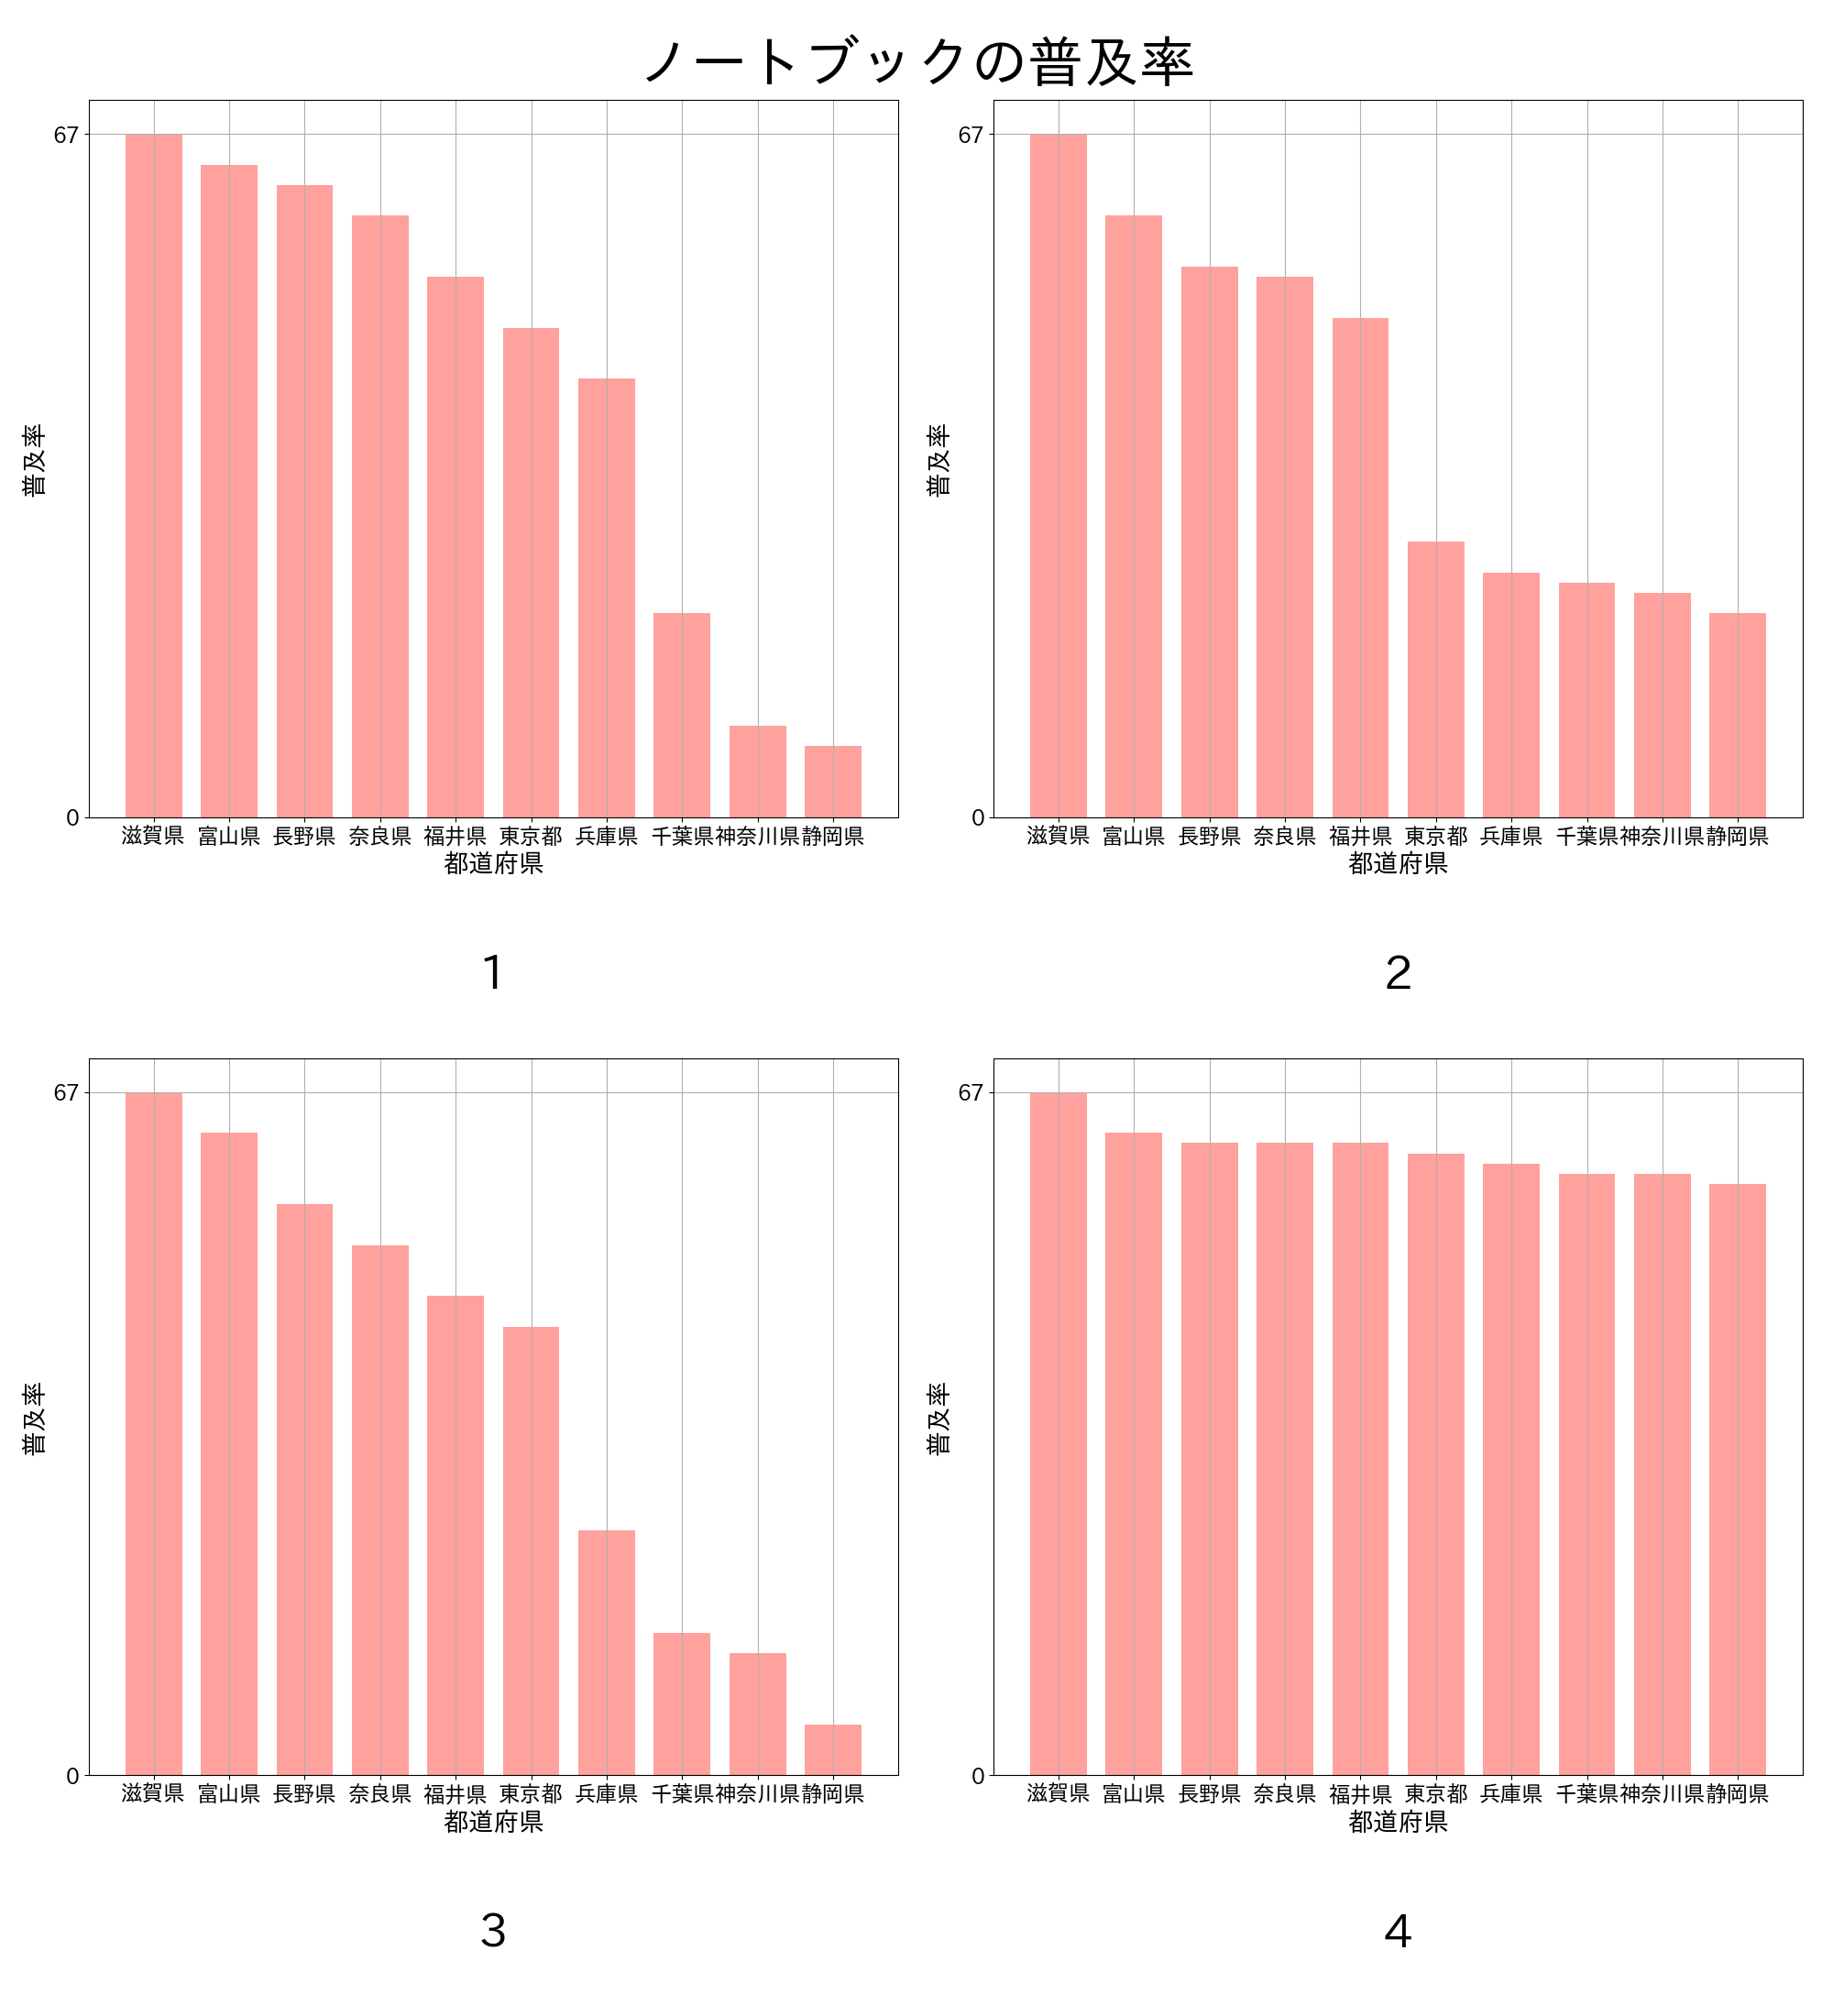 ノートブックの普及率
67
0
普及率
滋賀県 富山県 長野県 奈良県 福井県 東京都 兵庫県 千葉県 神奈川県 静岡県
都道府県
1
67
0
普及率
滋賀県 富山県 長野県 奈良県 福井県 東京都 兵庫県 千葉県 神奈川県 静岡県
都道府県
2
67
0
普及率
滋賀県 富山県 長野県 奈良県 福井県 東京都 兵庫県 千葉県 神奈川県 静岡県
都道府県
3
67
0
普及率
滋賀県 富山県 長野県 奈良県 福井県 東京都 兵庫県 千葉県 神奈川県 静岡県
都道府県
4